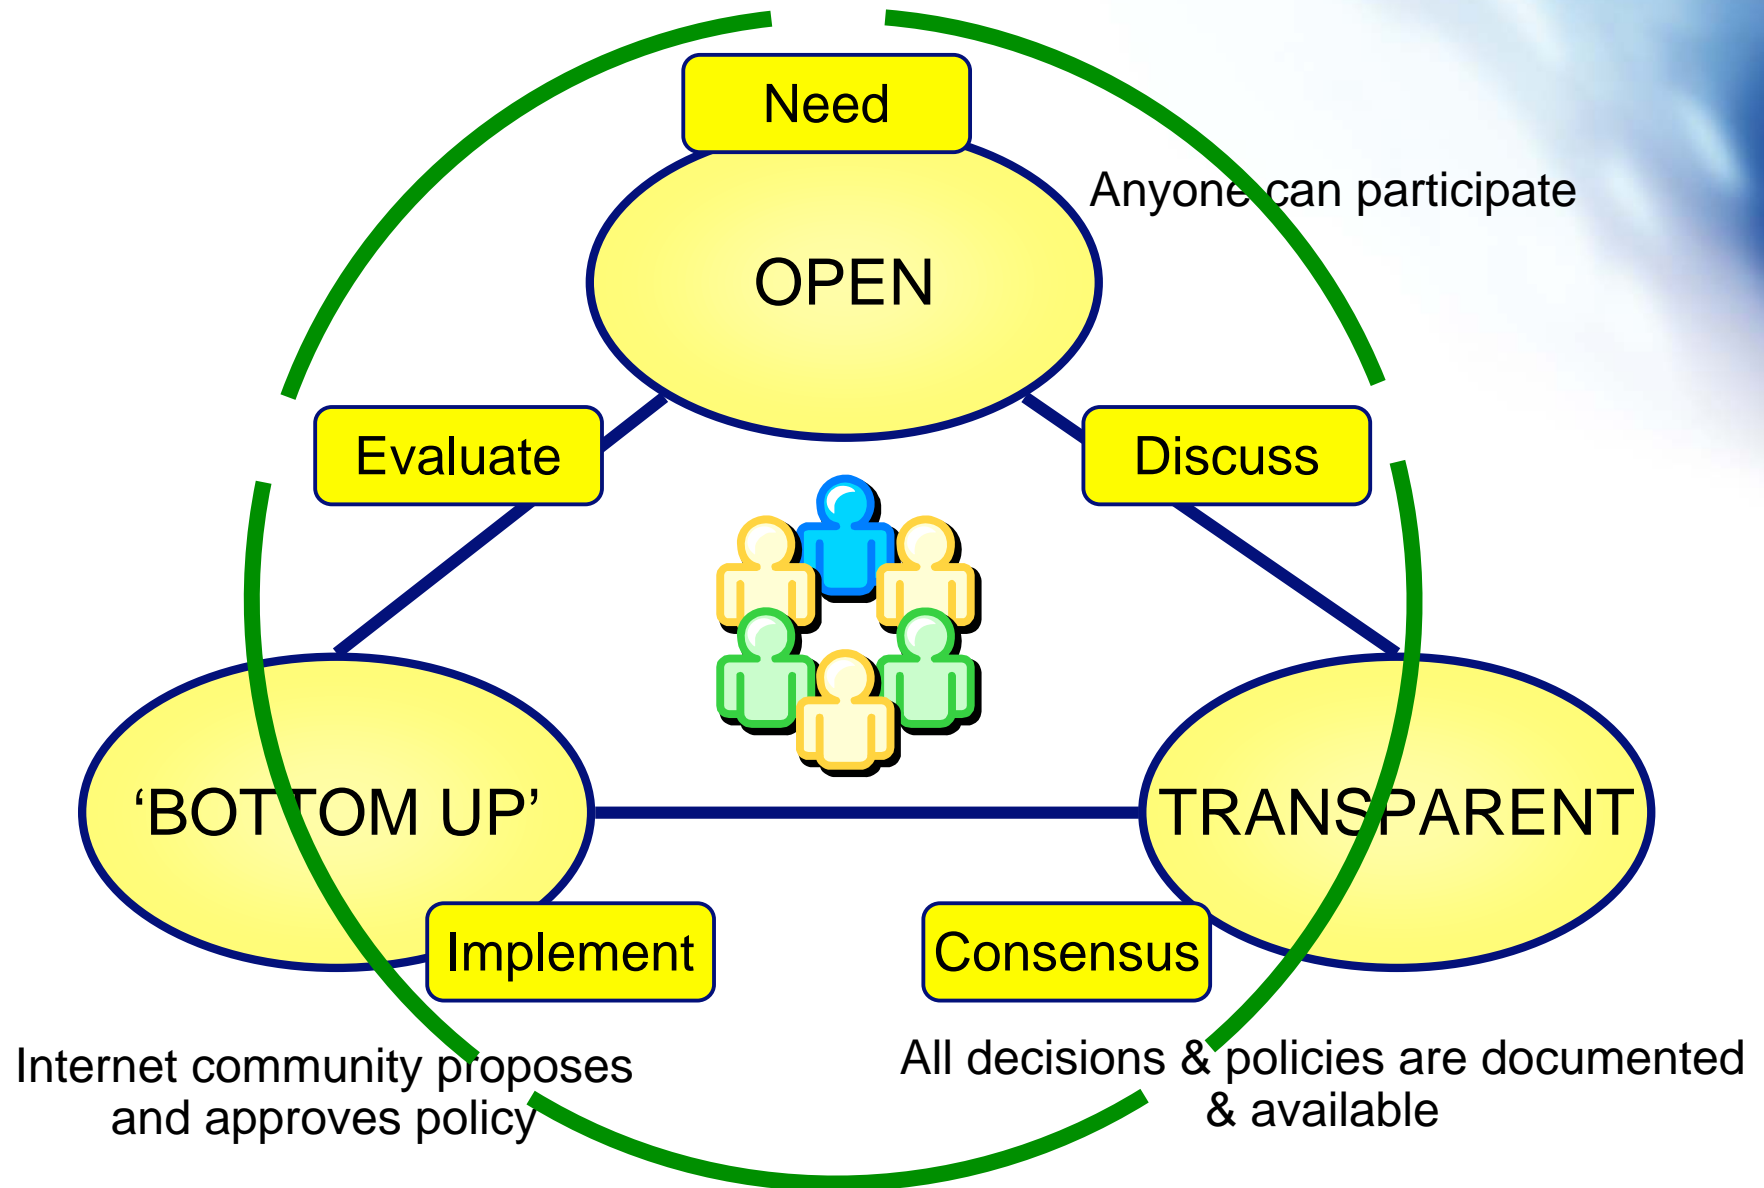 Need
Anyone can participate
OPEN
Evaluate
Discuss
‘BOTTOM UP’
TRANSPARENT
Implement
Consensus
Internet community proposes
and approves policy
All decisions & policies are documented
& available